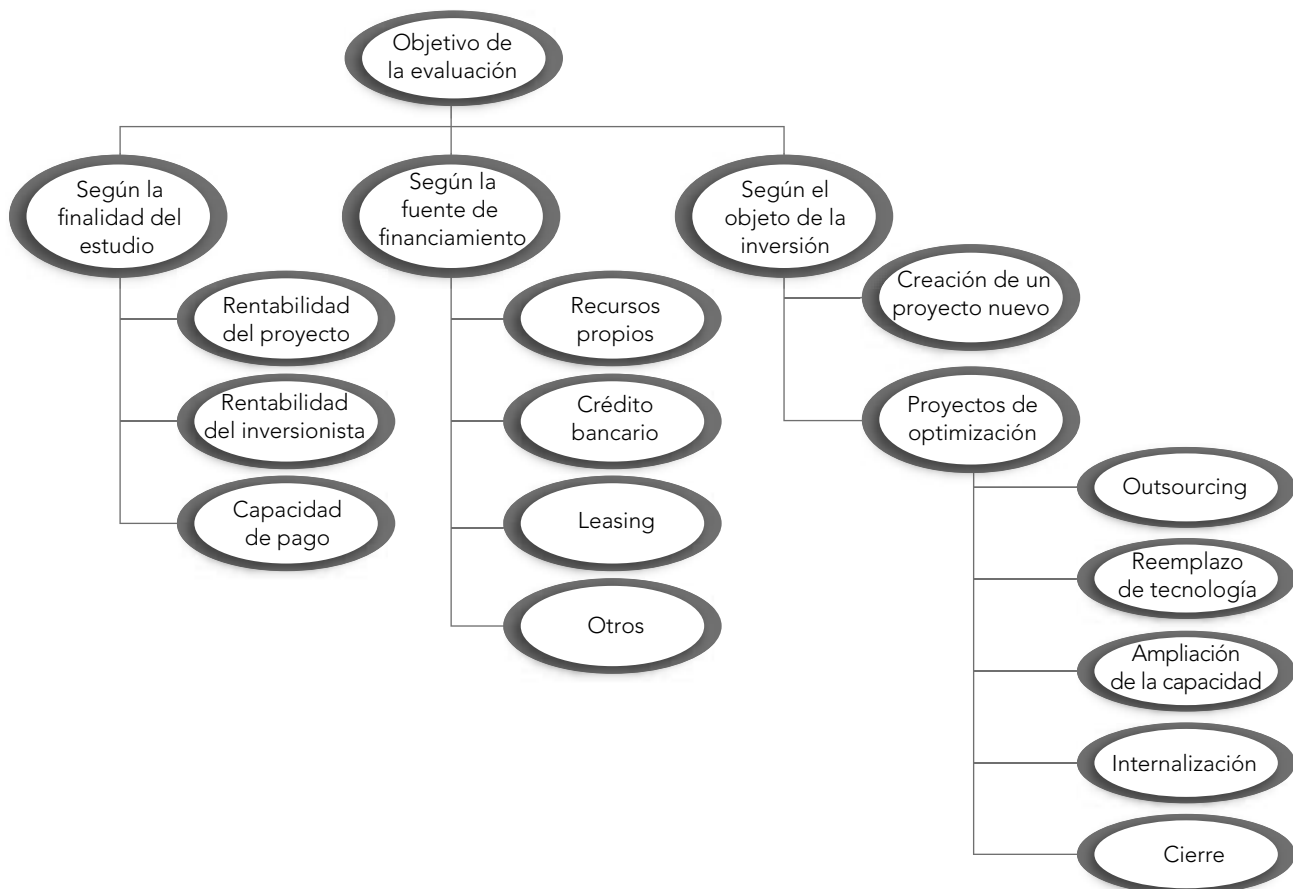 Objetivo de
la evaluación
Según la
finalidad del
estudio
Rentabilidad
del proyecto
Rentabilidad
del inversionista
Capacidad
de pago
Según la
fuente de
financiamiento
Recursos
propios
Crédito
bancario
Leasing
Otros
Según el
objeto de la
inversión
Creación de un
proyecto nuevo
Proyectos de
optimización
Outsourcing
Reemplazo
de tecnología
Ampliación
de la capacidad
Internalización
Cierre